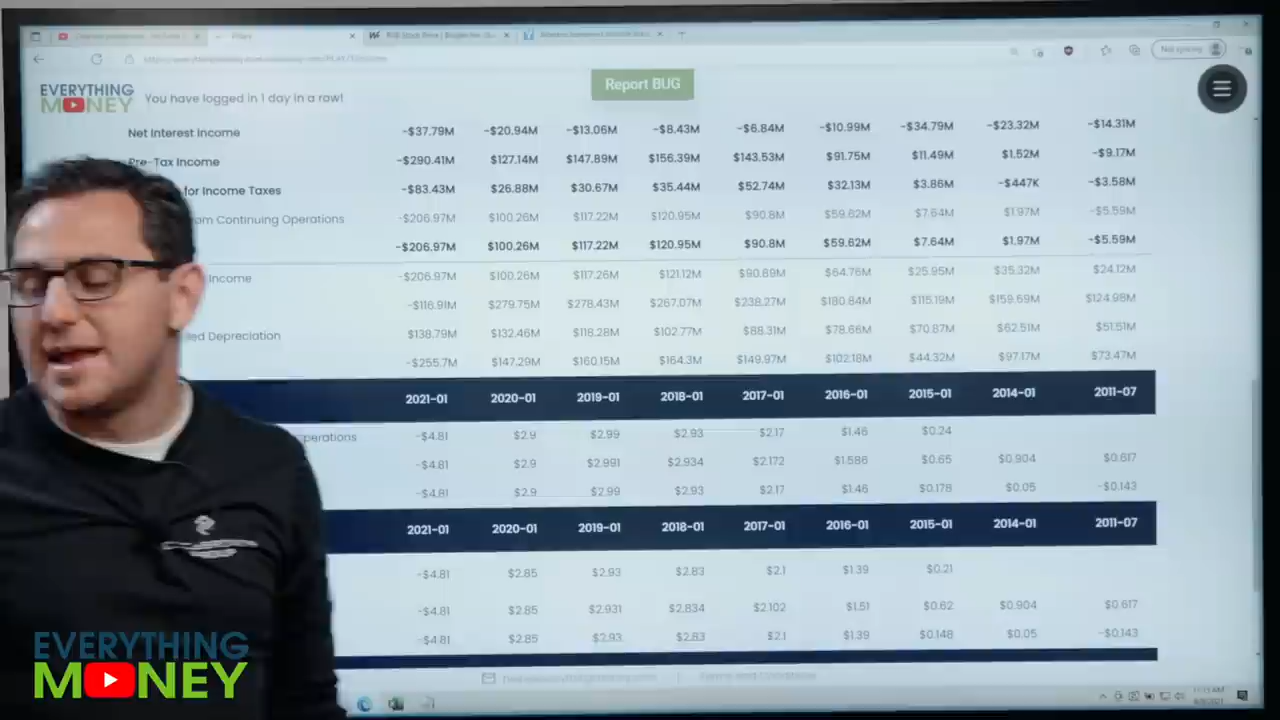 EVERYTHING
MONEY
You have logged in 1 day in a raw!
Report BUG
Not syncing
Net Interest Income -$37.79M -$20.94M -$13.06M -$8.43M -$6.84M -$10.99M -$34.79M -$23.32M -$14.31M
Pre-Tax Income -$290.41M $127.14M $147.89M $156.39M $143.53M $91.75M $11.49M $1.52M -$9.17M
for Income Taxes -$83.43M $26.88M $30.67M $35.44M $52.74M $32.13M $3.86M -$447K -$3.58M
om Continuing Operations -$206.97M $100.26M $117.22M $120.95M $90.8M $59.62M $7.64M $1.97M -$5.59M
-$206.97M $100.26M $117.22M $120.95M $90.8M $59.62M $7.64M $1.97M -$5.59M
Income -$206.97M $100.26M $117.26M $121.12M $90.89M $64.76M $25.95M $35.32M $24.12M
-$116.91M $279.75M $278.43M $267.07M $238.27M $180.84M $115.19M $159.69M $124.98M
led Depreciation $138.79M $132.46M $118.28M $102.77M $88.31M $78.66M $70.87M $62.51M $51.51M
-$255.7M $147.29M $160.15M $164.3M $149.97M $102.18M $44.32M $97.17M $73.47M
2021-01 2020-01 2019-01 2018-01 2017-01 2016-01 2015-01 2014-01 2011-07
perations -$4.81 $2.9 $2.99 $2.93 $2.17 $1.46 $0.24
-$4.81 $2.9 $2.991 $2.934 $2.172 $1.586 $0.65 $0.904 $0.617
-$4.81 $2.9 $2.99 $2.93 $2.17 $1.46 $0.178 $0.05 -$0.143
2021-01 2020-01 2019-01 2018-01 2017-01 2016-01 2015-01 2014-01 2011-07
-$4.81 $2.85 $2.93 $2.83 $2.1 $1.39 $0.21
-$4.81 $2.85 $2.931 $2.834 $2.102 $1.51 $0.62 $0.904 $0.617
-$4.81 $2.85 $2.93 $2.83 $2.1 $1.39 $0.148 $0.05 -$0.143
EVERYTHING
MONEY